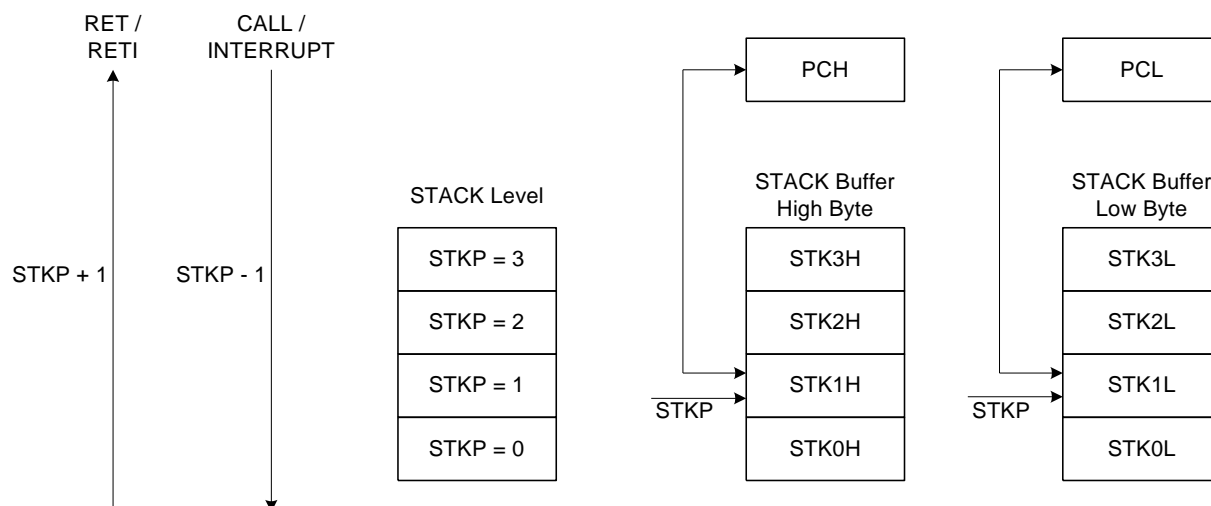 RET /
RETI
CALL /
INTERRUPT
STKP + 1
STKP - 1
STACK Level
STKP = 3
STKP = 2
STKP = 1
STKP = 0
PCH
STACK Buffer
High Byte
STK3H
STK2H
STK1H
STK0H
STKP
PCL
STACK Buffer
Low Byte
STK3L
STK2L
STK1L
STK0L
STKP